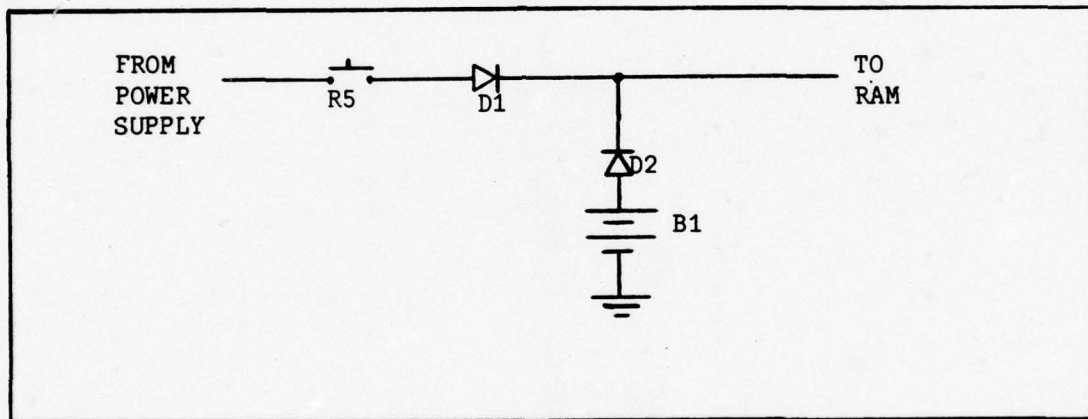 FROM
POWER
SUPPLY
R5
D1
TO
RAM
D2
B1